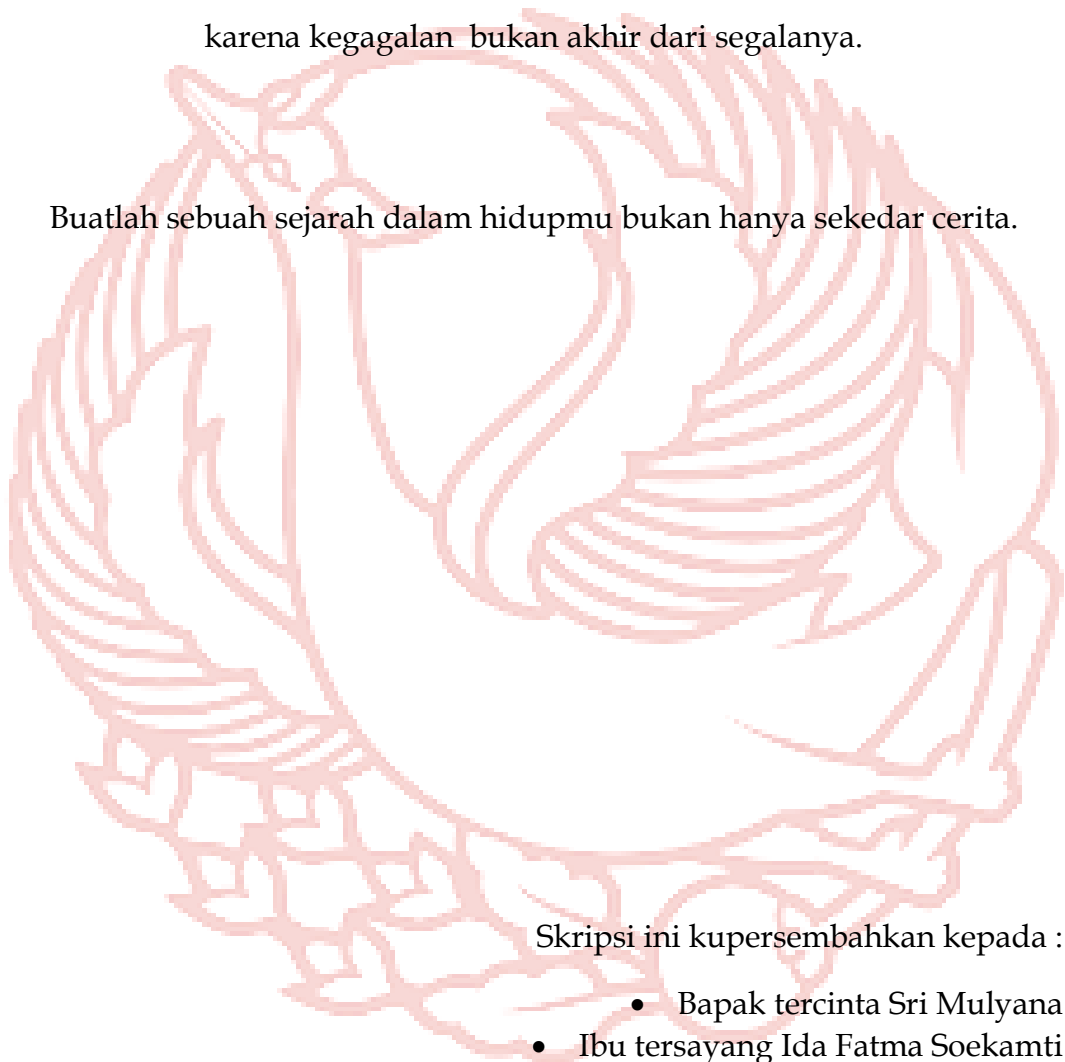 karena kegagalan  bukan akhir dari segalanya.
Buatlah sebuah sejarah dalam hidupmu bukan hanya sekedar cerita.
Skripsi ini kupersembahkan kepada :
• Bapak tercinta Sri Mulyana
• Ibu tersayang Ida Fatma Soekamti